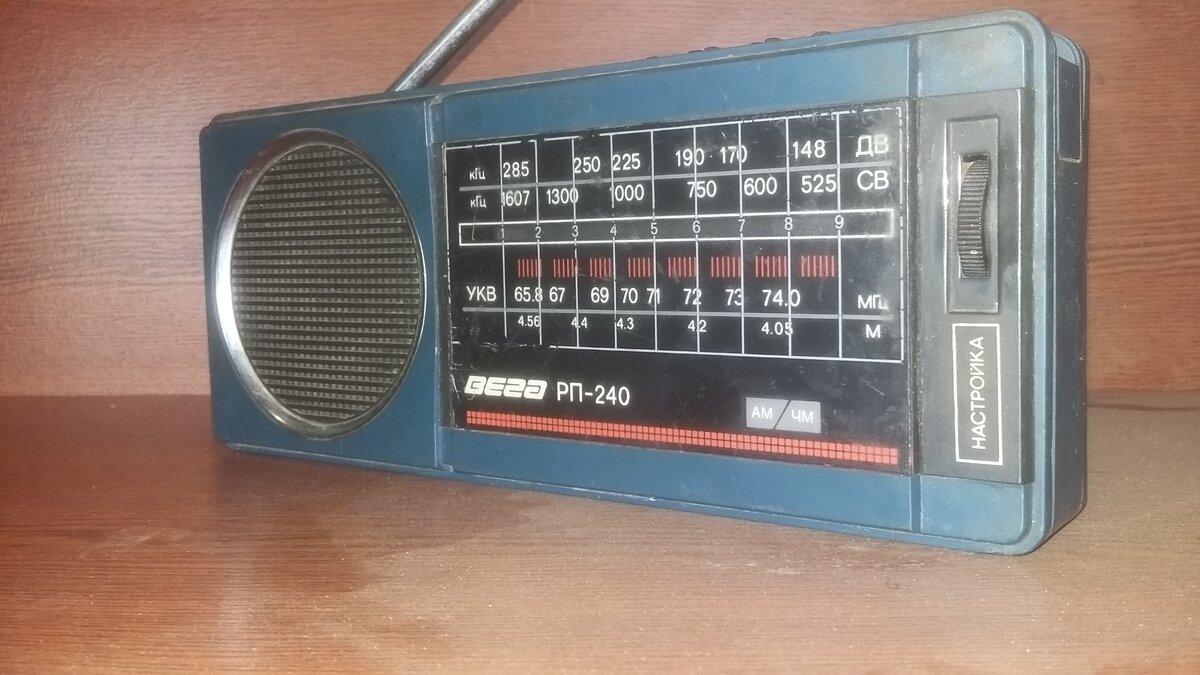 кГц 285 250 225 190 170 148 ДВ
кГц 1607 1300 1000 750 600 525 СВ
1 2 3 4 5 6 7 8 9
УКВ 65.8 67 69 70 71 72 73 74.0 МГц
4.56 4.4 4.3 4.2 4.05 М
ВЕГА РП-240
АМ/ЧМ
НАСТРОЙКА